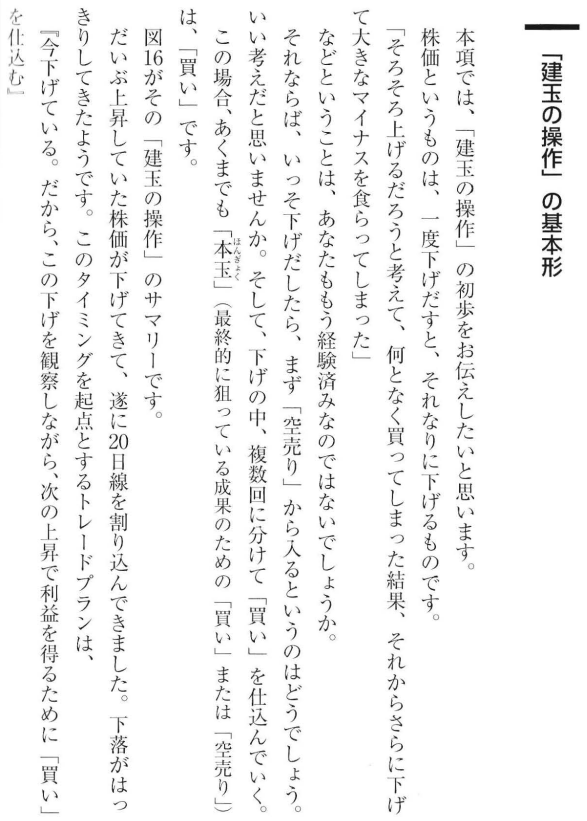 「建玉の操作」の基本形
本項では、「建玉の操作」の初歩をお伝えしたいと思います。
株価というものは、一度下げだすと、それなりに下げるものです。
「そろそろ上げるだろうと考えて、何となく買ってしまった結果、それからさらに下げ
て大きなマイナスを食らってしまった」
などということは、あなたももう経験済みなのではないでしょうか。
それならば、いっそ下げだしたら、まず「空売り」から入るというのはどうでしょう。
いい考えだと思いませんか。そして、下げの中、複数回に分けて「買い」を仕込んでいく。
この場合、あくまでも「本玉」（最終的に狙っている成果のための「買い」または「空売り」）
ほんぎょく
は、「買い」です。
図16がその「建玉の操作」のサマリーです。
だいぶ上昇していた株価が下げてきて、遂に20日線を割り込んできました。下落がはっ
きりしてきたようです。このタイミングを起点とするトレードプランは、
『今下げている。だから、この下げを観察しながら、次の上昇で利益を得るために「買い」
を仕込む』